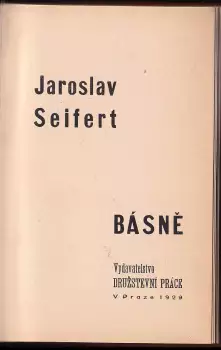 Jaroslav
Seifert
BÁSNĚ
Vydavatelstvo
DRUŽSTEVNÍ PRÁCE
V Praze 1929